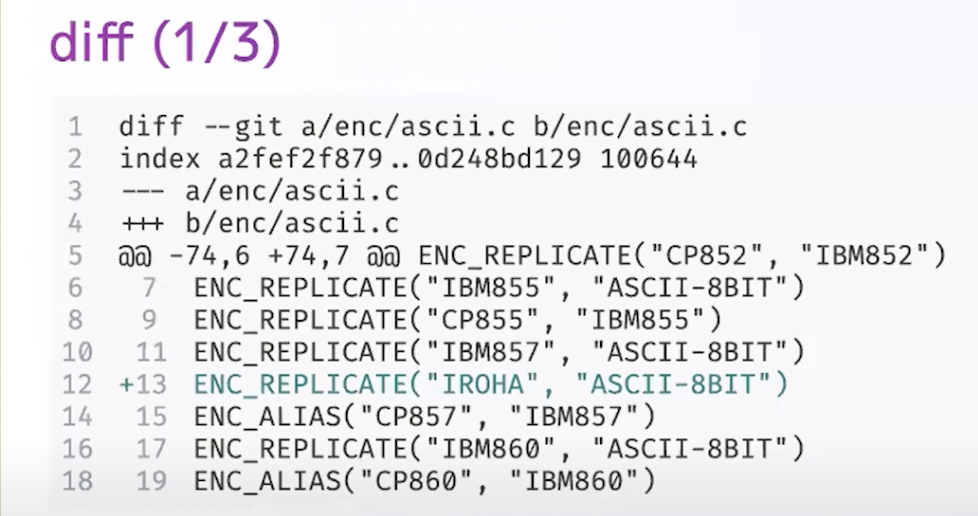 diff (1/3)
1 diff --git a/enc/ascii.c b/enc/ascii.c
2 index a2fef2f879..0d248bd129 100644
3 --- a/enc/ascii.c
4 +++ b/enc/ascii.c
5 @@ -74,6 +74,7 @@ ENC_REPLICATE("CP852", "IBM852")
6 7 ENC_REPLICATE("IBM855", "ASCII-8BIT")
8 9 ENC_REPLICATE("CP855", "IBM855")
10 11 ENC_REPLICATE("IBM857", "ASCII-8BIT")
12 +13 ENC_REPLICATE("IROHA", "ASCII-8BIT")
14 15 ENC_ALIAS("CP857", "IBM857")
16 17 ENC_REPLICATE("IBM860", "ASCII-8BIT")
18 19 ENC_ALIAS("CP860", "IBM860")